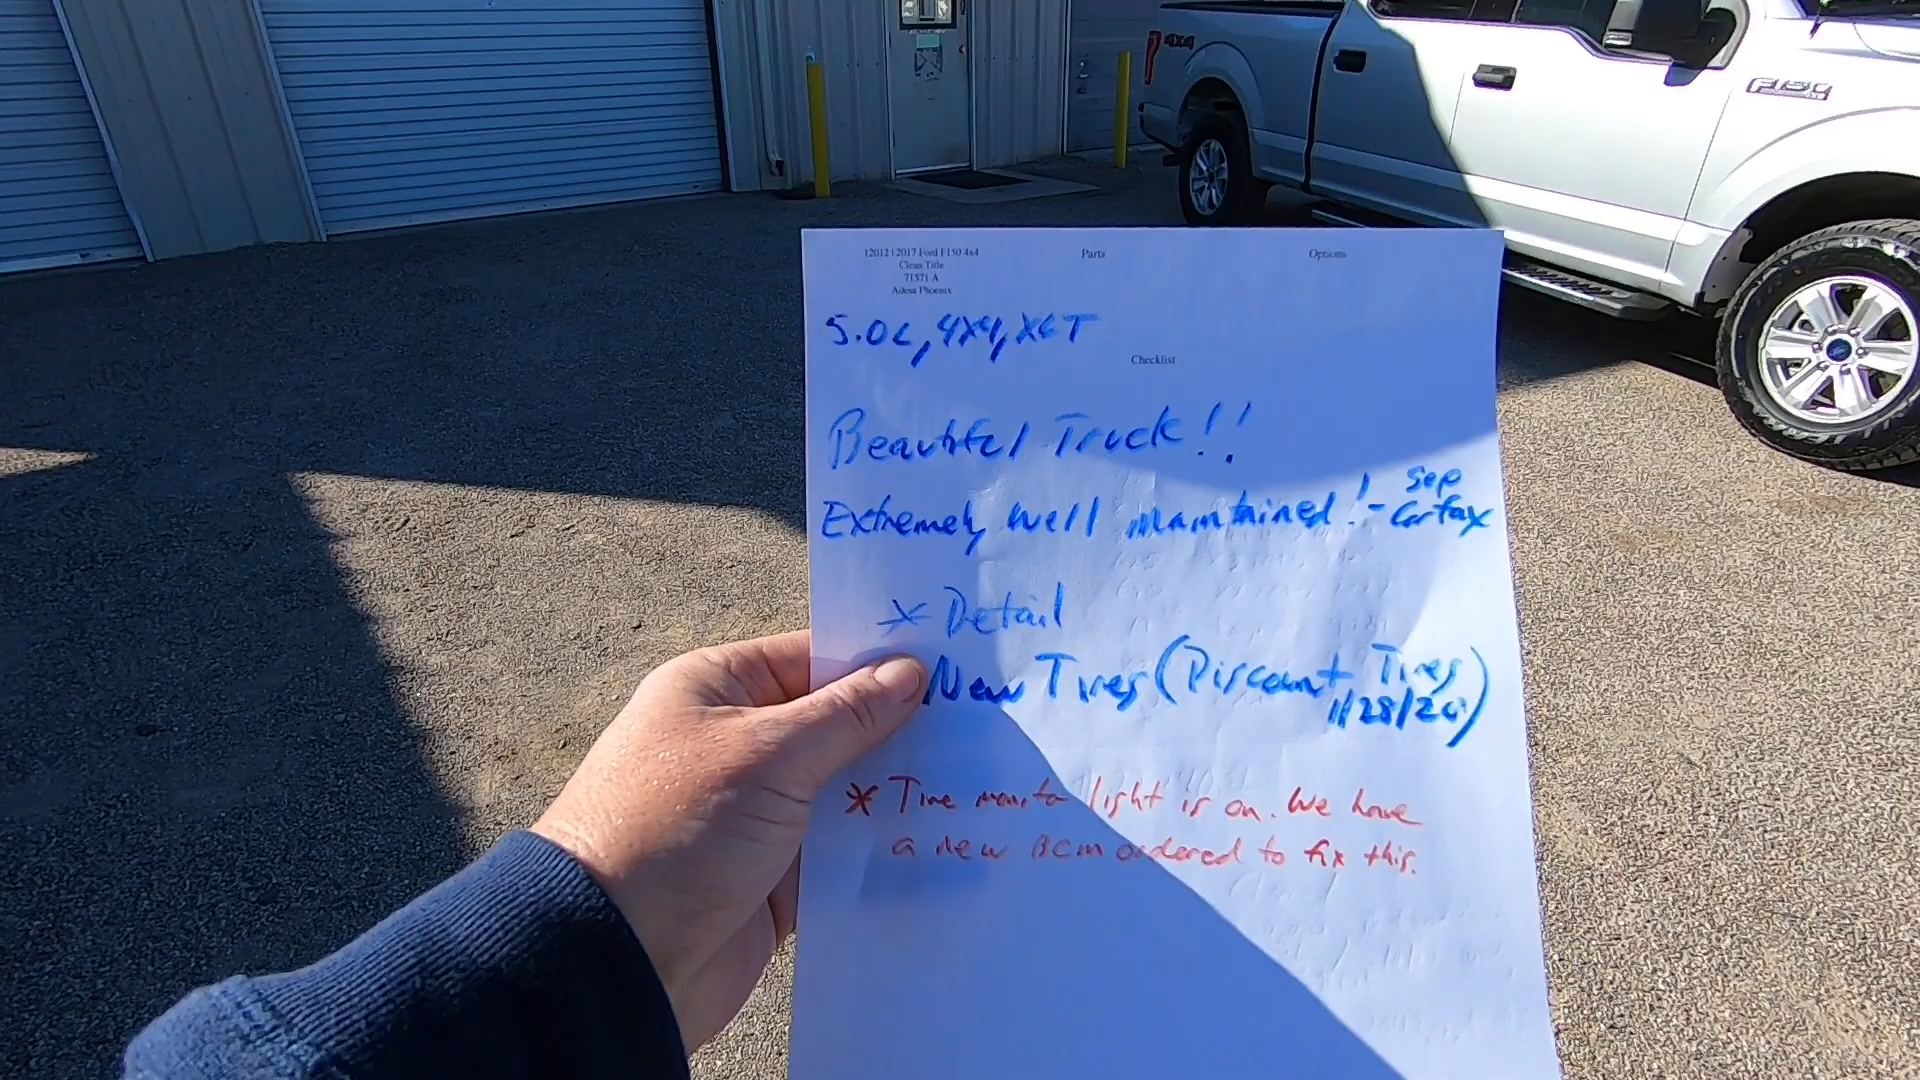 4x4
F150
12012 | 2017 Ford F150 4x4
Clean Title
71571 A
Adesa Phoenix
Parts
Options
5.0L, 4x4, XLT
Checklist
Beautiful Truck!!
Extremely well maintained! - See
Carfax
* Detail
New Tires (Discount Tires
1/28/20)
* Tire monitor light is on. We have
a new BCM ordered to fix this.